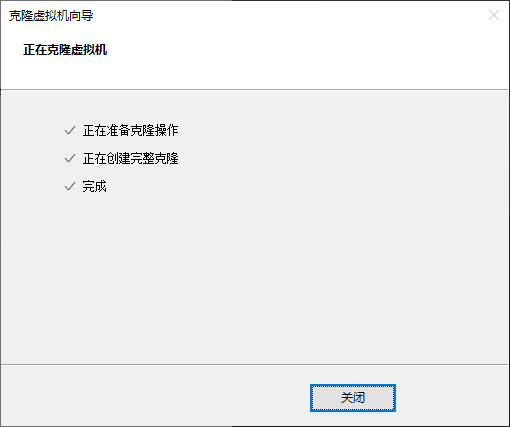 克隆虚拟机向导
正在克隆虚拟机
正在准备克隆操作
正在创建完整克隆
完成
关闭